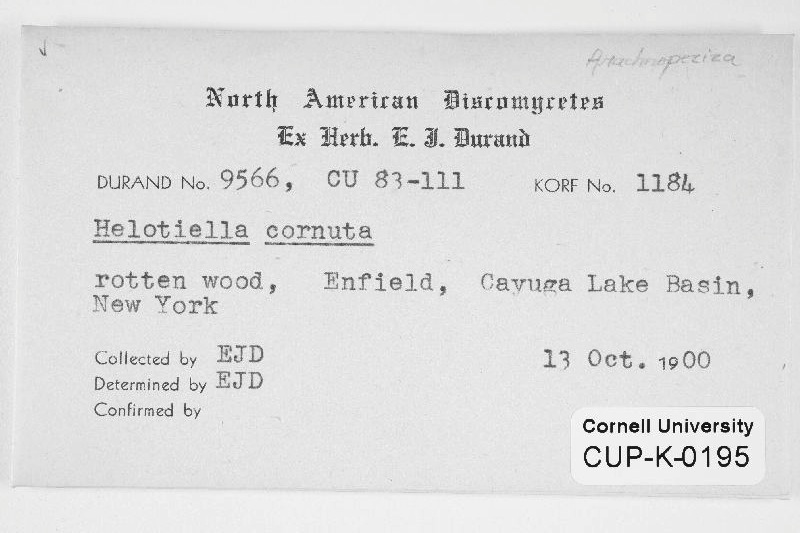 Arachnopeziza
North American Discomycetes
Ex Herb. E. J. Durand
DURAND No. 9566, CU 83-111 KORF No. 1184
Helotiella cornuta
rotten wood, Enfield, Cayuga Lake Basin,
New York
Collected by EJD 13 Oct. 1900
Determined by EJD
Confirmed by
Cornell University
CUP-K-0195